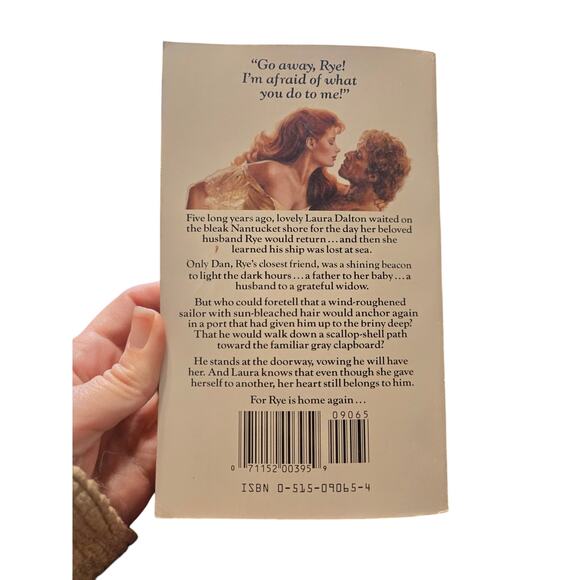 “Go away, Rye!
I’m afraid of what
you do to me!”
Five long years ago, lovely Laura Dalton waited on
the bleak Nantucket shore for the day her beloved
husband Rye would return...and then she
learned his ship was lost at sea.
Only Dan, Rye’s closest friend, was a shining beacon
to light the dark hours...a father to her baby...a
husband to a grateful widow.
But who could foretell that a wind-roughened
sailor with sun-bleached hair would anchor again
in a port that had given him up to the briny deep?
That he would walk down a scallop-shell path
toward the familiar gray clapboard?
He stands at the doorway, vowing he will have
her. And Laura knows that even though she gave
herself to another, her heart still belongs to him.
For Rye is home again...
09065
0 71152 00395 9
ISBN 0-515-09065-4